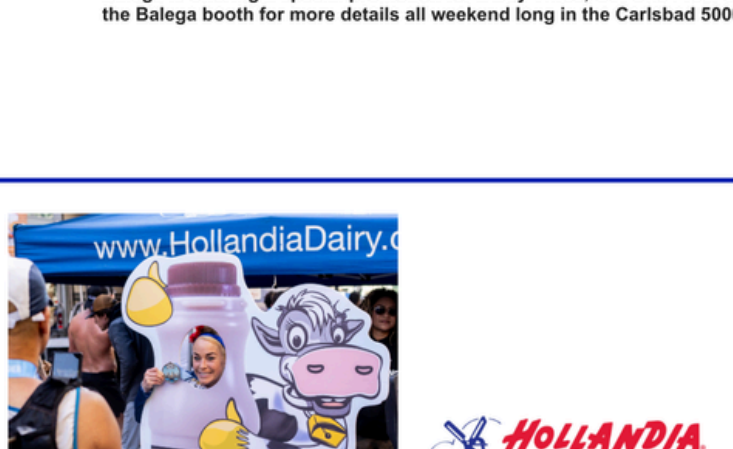 the Balega booth for more details all weekend long in the Carlsbad 500
www.HollandiaDairy.c
HOLLANDIA